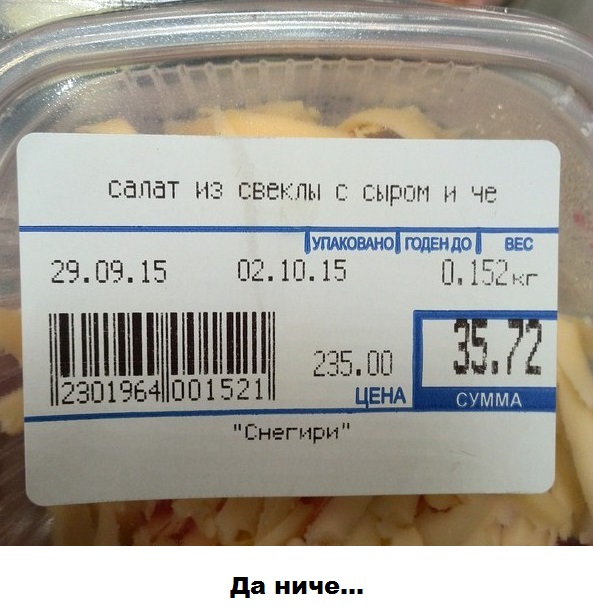 салат из свеклы с сыром и че
УПАКОВАНО ГОДЕН ДО ВЕС
29.09.15 02.10.15 0.152кг
235.00 35.72
2301964 001521
ЦЕНА СУММА
"Снегири"
Да ниче...